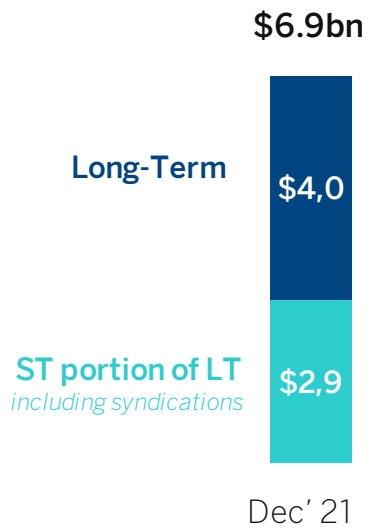 $6.9bn
Long-Term
$4,0
ST portion of LT
including syndications
$2,9
Dec' 21